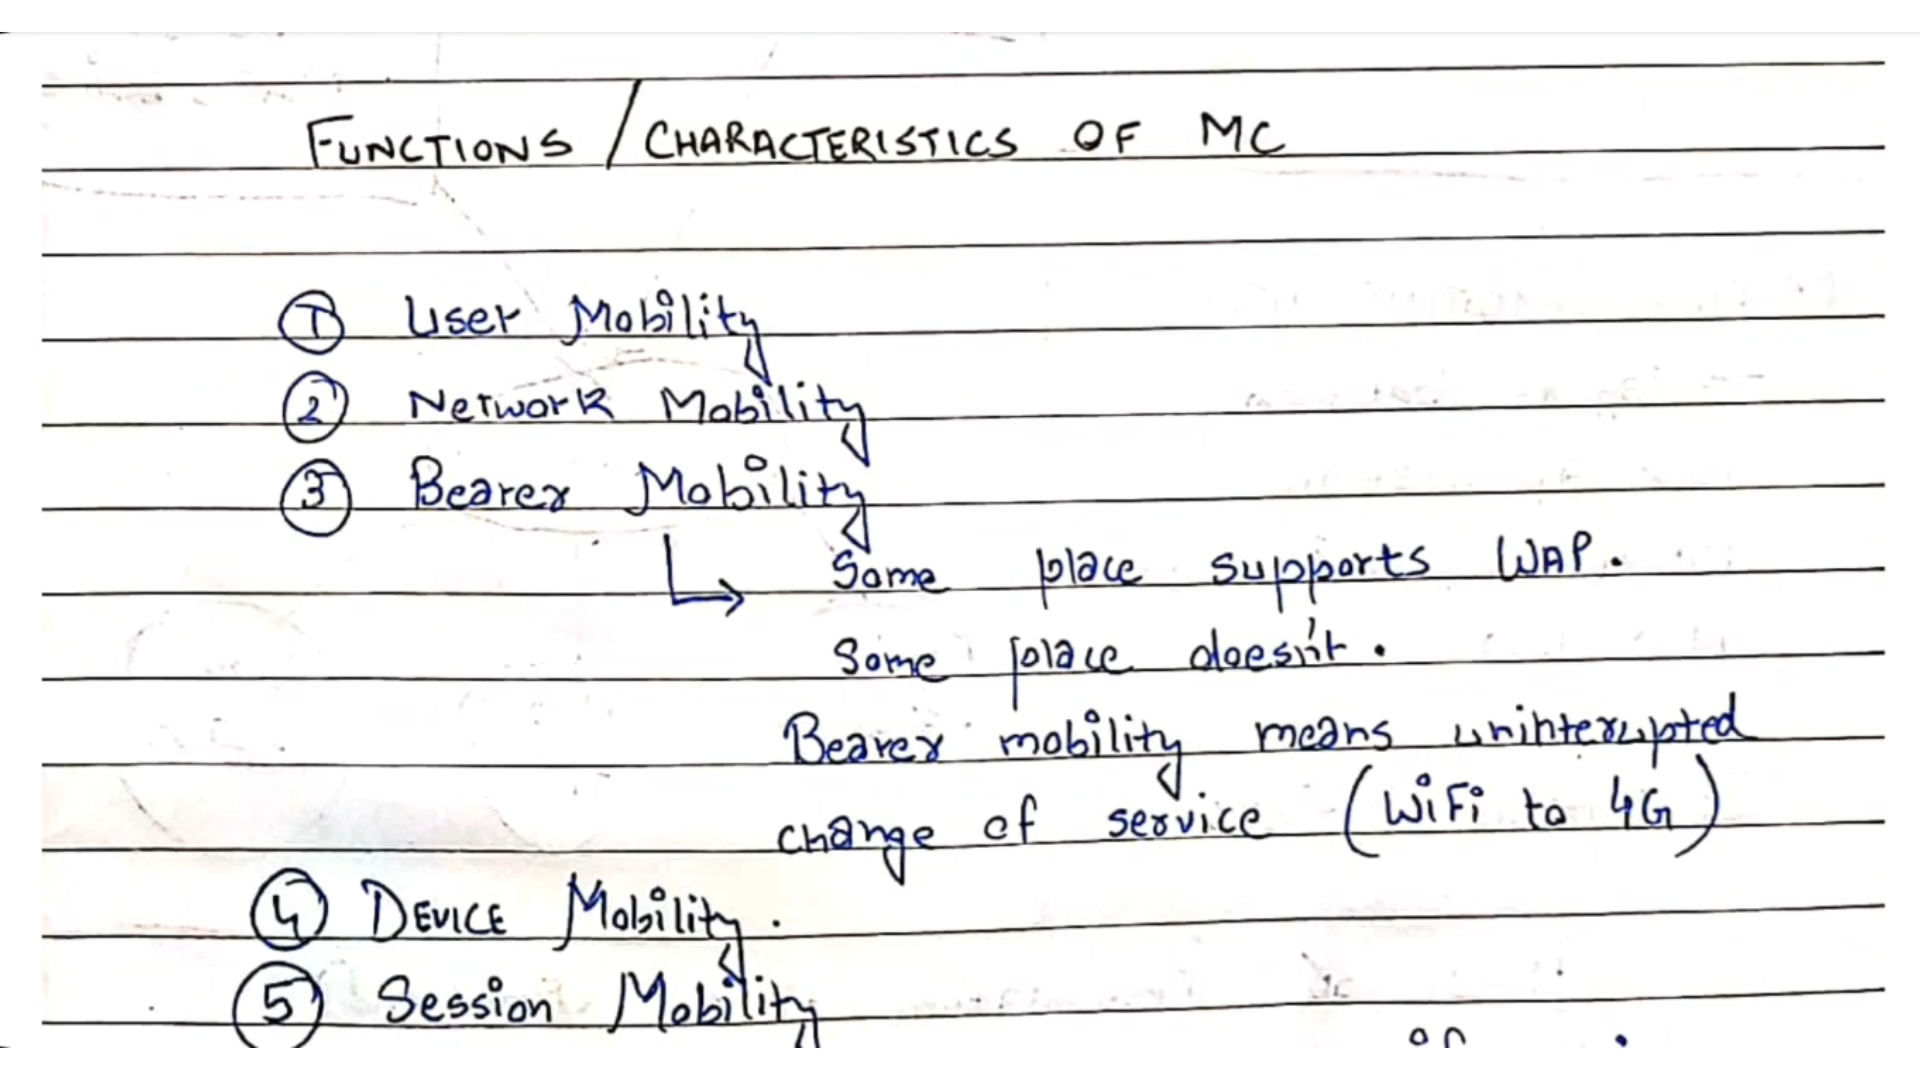 FUNCTIONS / CHARACTERISTICS OF MC
1 User Mobility
2 Network Mobility
3 Bearer Mobility
Some place supports WAP.
Some place doesn't.
Bearer mobility means uninterupted
change of service (WiFi to 4G)
4 DEVICE Mobility.
5 Session Mobility